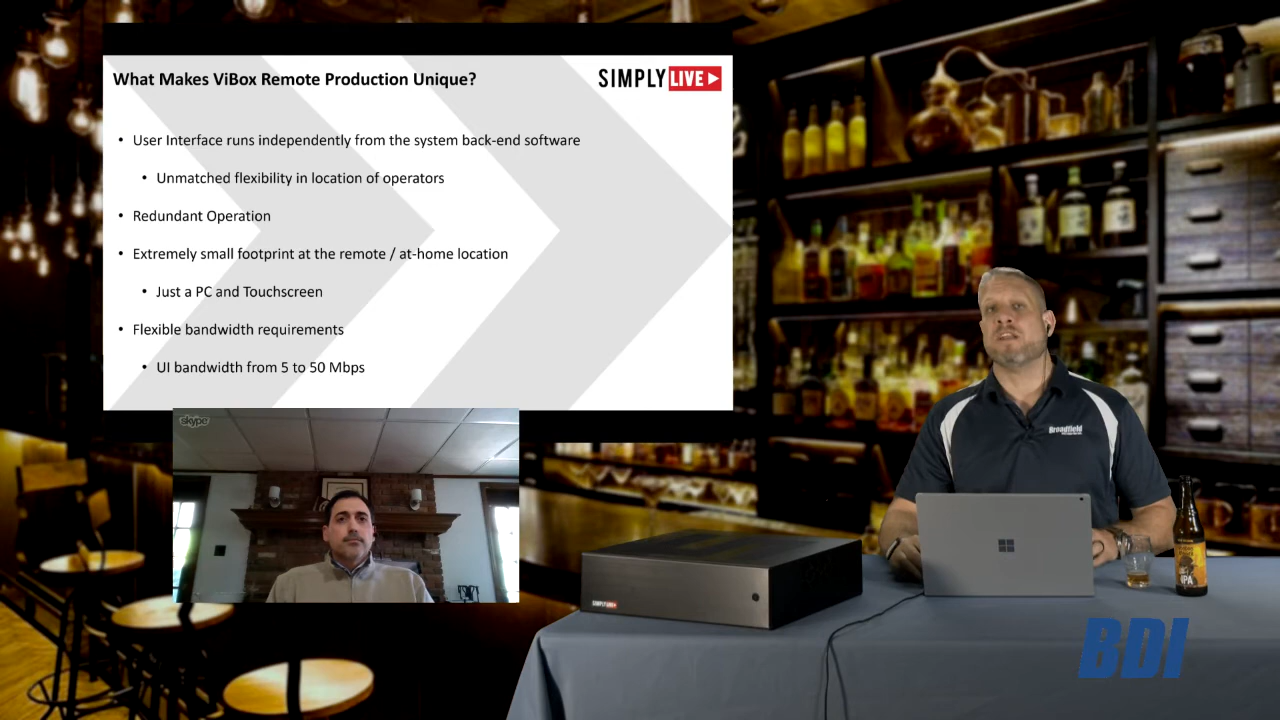 What Makes ViBox Remote Production Unique?
SIMPLY LIVE
• User Interface runs independently from the system back-end software
• Unmatched flexibility in location of operators
• Redundant Operation
• Extremely small footprint at the remote / at-home location
• Just a PC and Touchscreen
• Flexible bandwidth requirements
• UI bandwidth from 5 to 50 Mbps
skype
Broadfield
SIMPLYLIVE
IPA
BDI